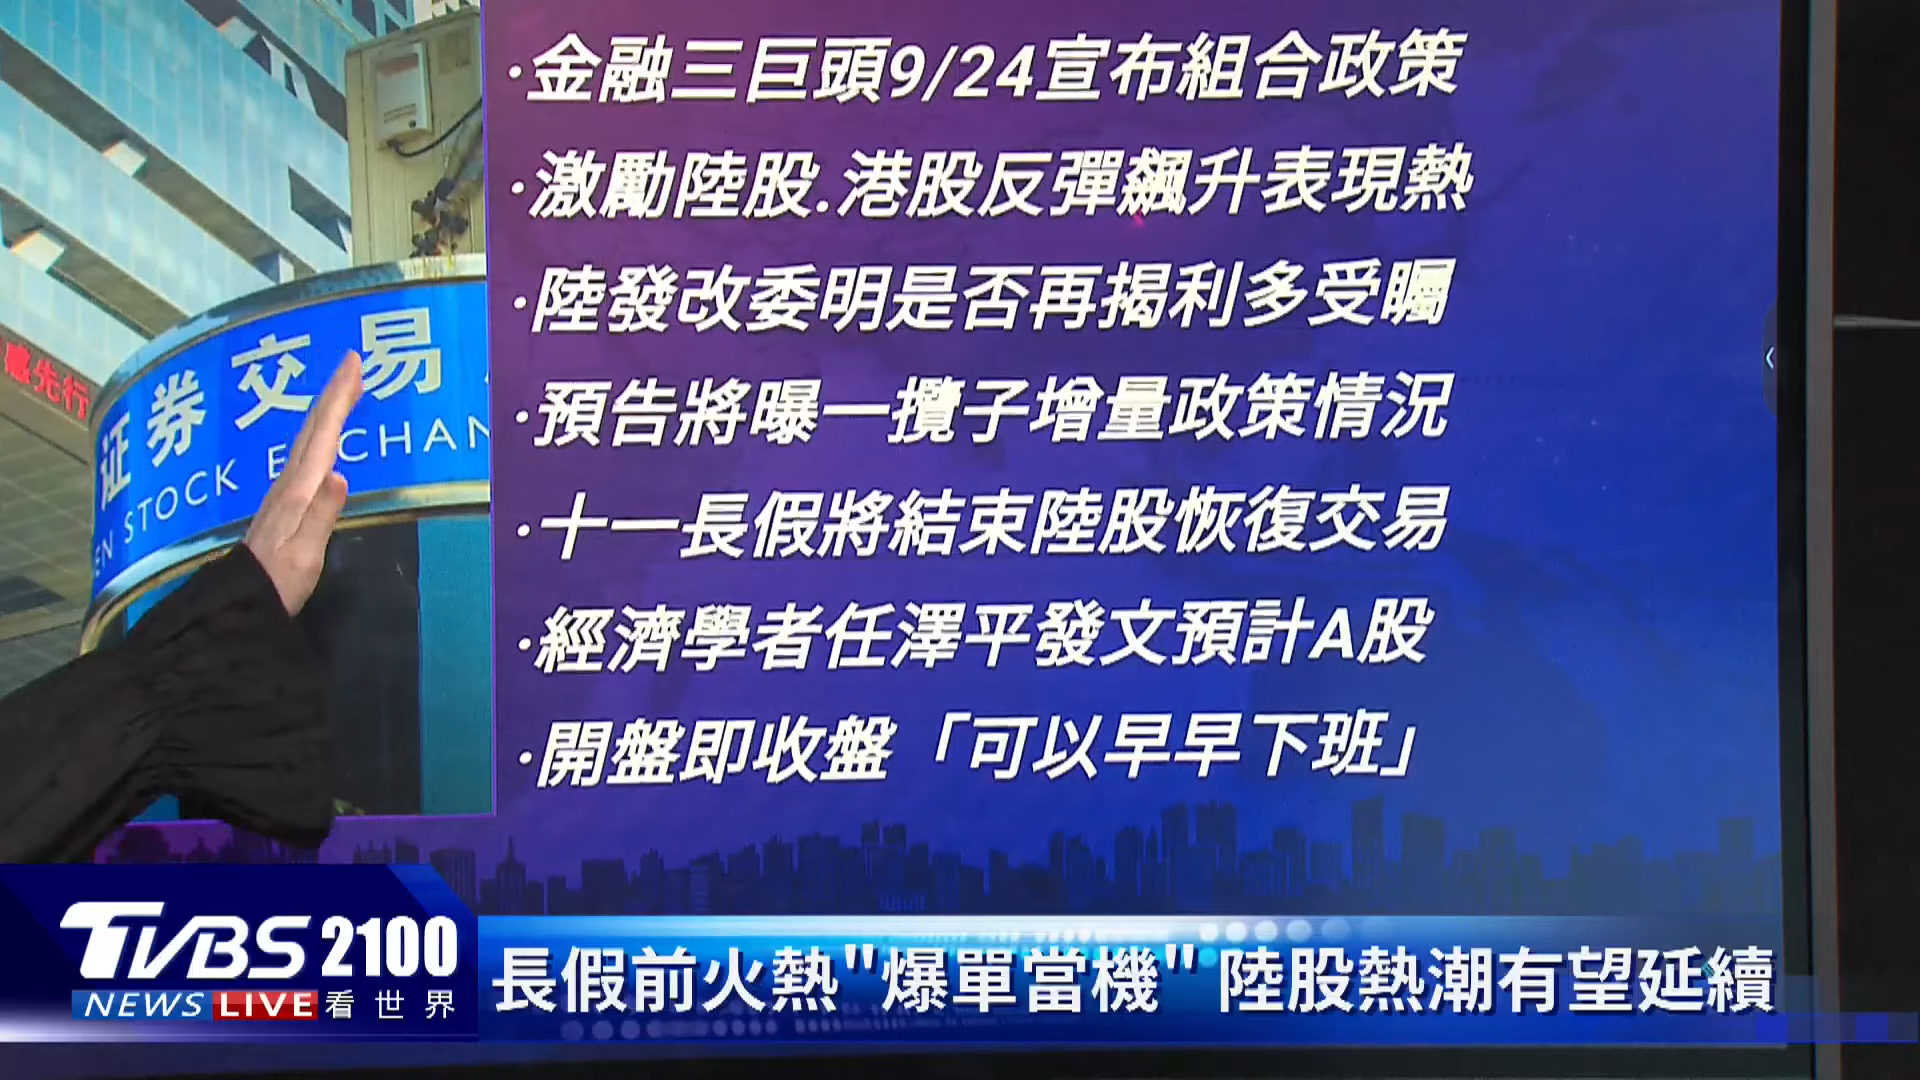 ·金融三巨頭9/24宣布組合政策
·激勵陸股.港股反彈飆升表現熱
·陸發改委明是否再揭利多受矚
·預告將曝一攬子增量政策情況
·十一長假將結束陸股恢復交易
·經濟學者任澤平發文預計A股
·開盤即收盤「可以早早下班」
感先行
证券交易
EN STOCK E CHAN
TVBS 2100
NEWS LIVE 看世界
長假前火熱"爆單當機" 陸股熱潮有望延續